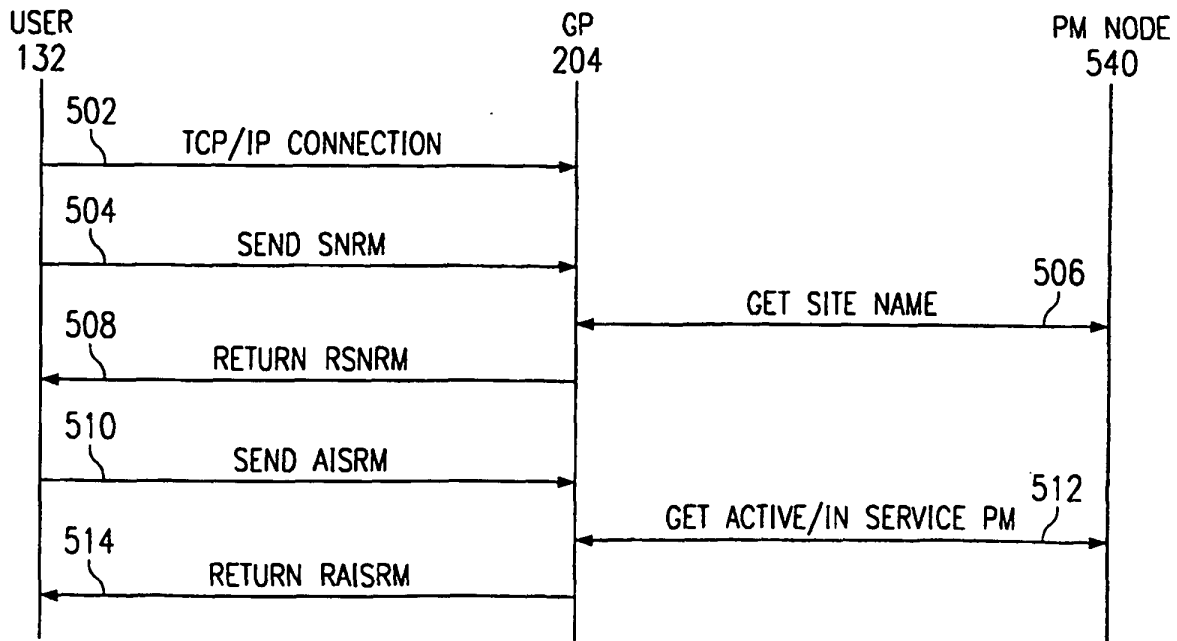 USER
132
GP
204
PM NODE
540
502
TCP/IP CONNECTION
504
SEND SNRM
506
GET SITE NAME
508
RETURN RSNRM
510
SEND AISRM
512
GET ACTIVE/IN SERVICE PM
514
RETURN RAISRM